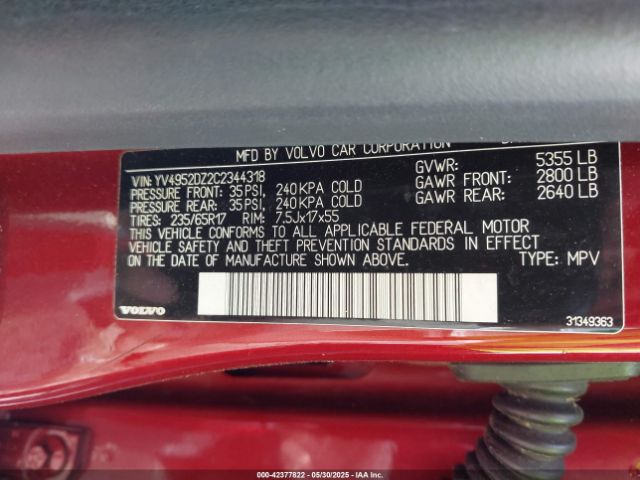 MFD BY VOLVO CAR CORPORATION
VIN: YV4952DZ2C2344318
GVWR: 5355 LB
PRESSURE FRONT: 35 PSI, 240 KPA COLD
GAWR FRONT: 2800 LB
PRESSURE REAR: 35 PSI, 240 KPA COLD
GAWR REAR: 2640 LB
TIRES: 235/65R17 RIM: 7.5Jx17x55
THIS VEHICLE CONFORMS TO ALL APPLICABLE FEDERAL MOTOR
VEHICLE SAFETY AND THEFT PREVENTION STANDARDS IN EFFECT
ON THE DATE OF MANUFACTURE SHOWN ABOVE. TYPE: MPV
VOLVO
31349363
000-42377822 - 05/30/2025 - IAA Inc.